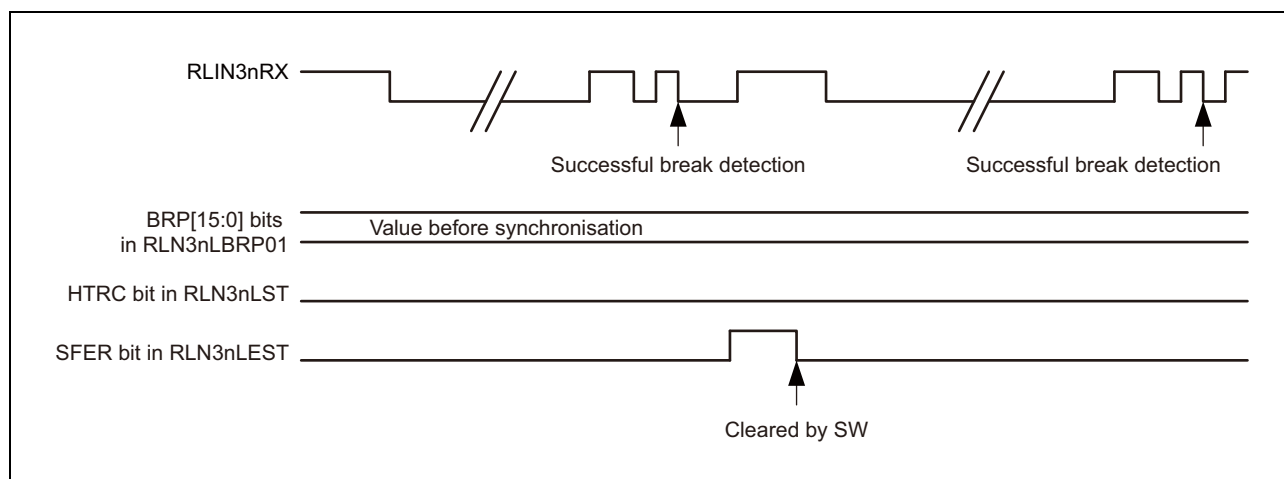 RLIN3nRX
Successful break detection
Successful break detection
BRP[15:0] bits
in RLN3nLBRP01
Value before synchronisation
HTRC bit in RLN3nLST
SFER bit in RLN3nLEST
Cleared by SW